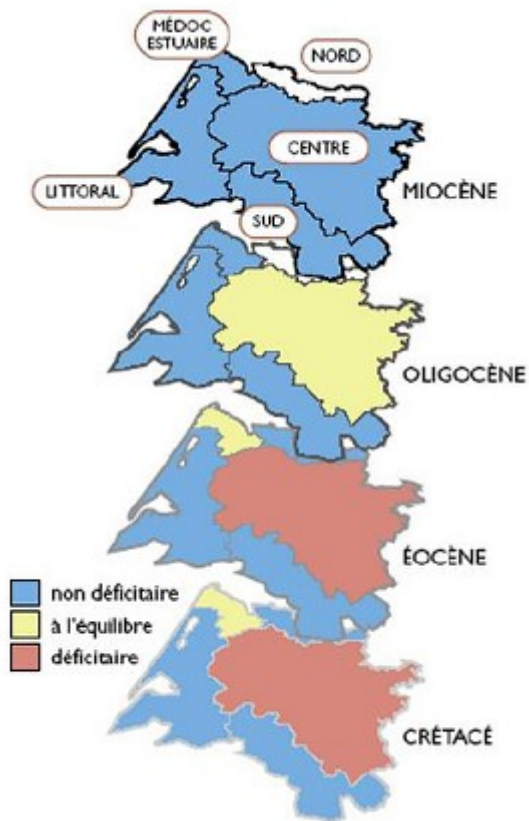 MÉDOC
ESTUAIRE
NORD
CENTRE
LITTORAL
MIOCÈNE
SUD
OLIGOCÈNE
ÉOCÈNE
non déficitaire
à l'équilibre
déficitaire
CRÉTACÉ